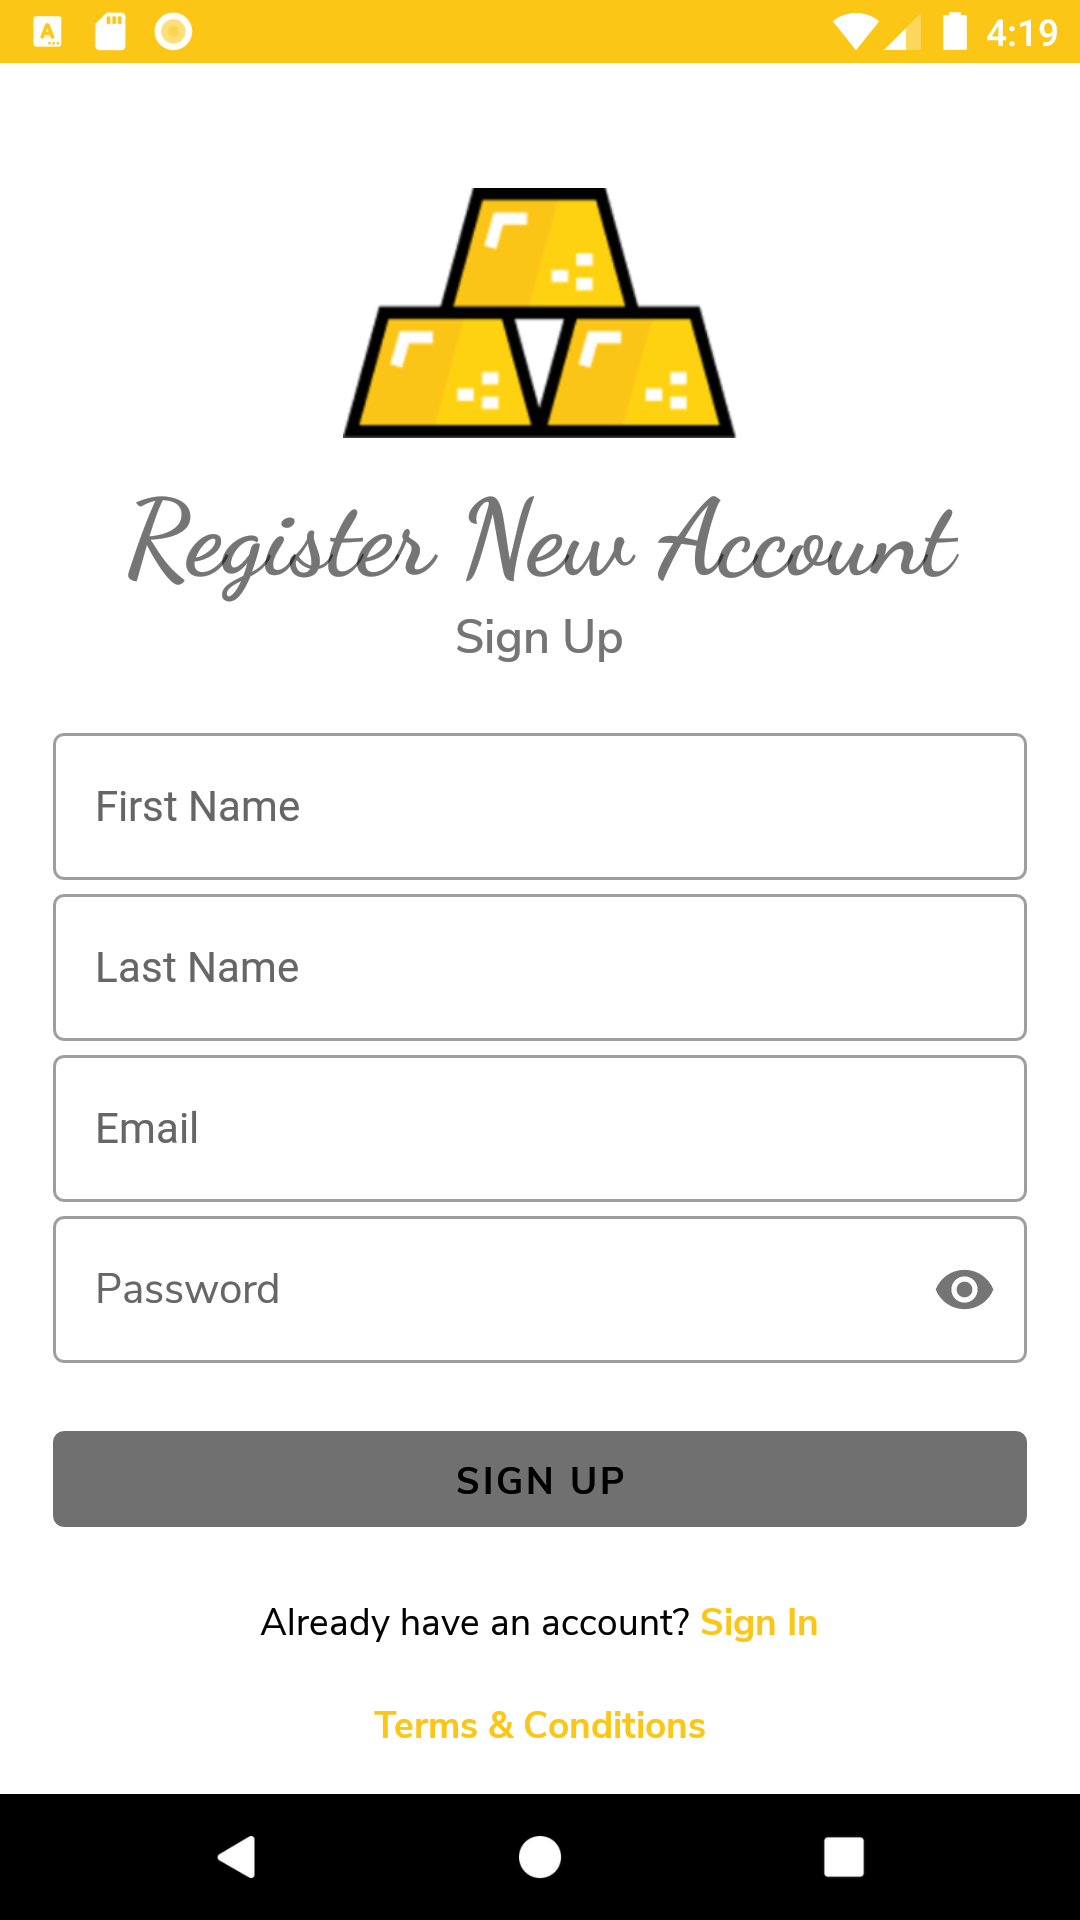 4:19
Register New Account
Sign Up
First Name
Last Name
Email
Password
SIGN UP
Already have an account? Sign In
Terms & Conditions